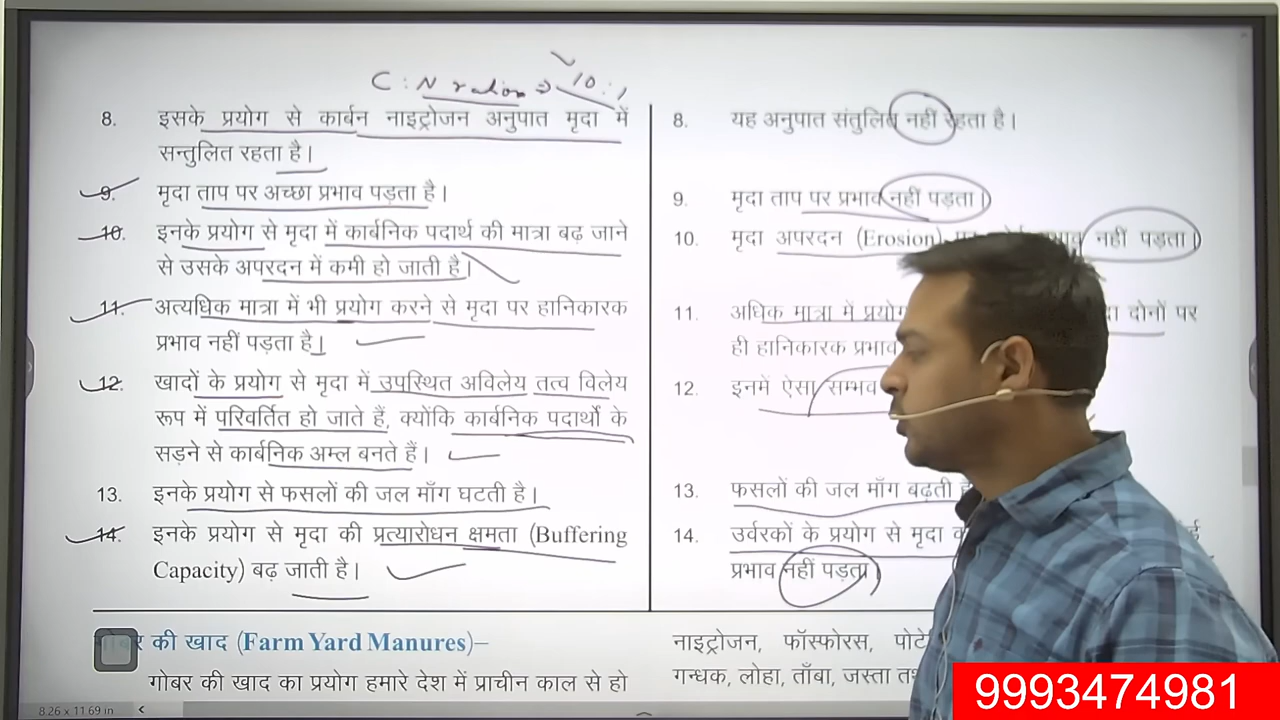 C : N ration ⇒ 10 : 1
8. इसके प्रयोग से कार्बन नाइट्रोजन अनुपात मृदा में
सन्तुलित रहता है।
9. मृदा ताप पर अच्छा प्रभाव पड़ता है।
10. इनके प्रयोग से मृदा में कार्बनिक पदार्थ की मात्रा बढ़ जाने
से उसके अपरदन में कमी हो जाती है।
11. अत्यधिक मात्रा में भी प्रयोग करने से मृदा पर हानिकारक
प्रभाव नहीं पड़ता है।
12. खादों के प्रयोग से मृदा में उपस्थित अविलेय तत्व विलेय
रूप में परिवर्तित हो जाते हैं, क्योंकि कार्बनिक पदार्थों के
सड़ने से कार्बनिक अम्ल बनते हैं।
13. इनके प्रयोग से फसलों की जल माँग घटती है।
14. इनके प्रयोग से मृदा की प्रत्यारोधन क्षमता (Buffering
Capacity) बढ़ जाती है।
8. यह अनुपात संतुलित नहीं रहता है।
9. मृदा ताप पर प्रभाव नहीं पड़ता।
10. मृदा अपरदन (Erosion) नहीं पड़ता।
11. अधिक मात्रा में प्रयोग दोनों पर
ही हानिकारक प्रभाव
12. इनमें ऐसा सम्भव
13. फसलों की जल माँग बढ़ती
14. उर्वरकों के प्रयोग से मृदा
प्रभाव नहीं पड़ता।
गोबर की खाद (Farm Yard Manures)–
गोबर की खाद का प्रयोग हमारे देश में प्राचीन काल से हो
नाइट्रोजन, फॉस्फोरस,
गन्धक, लोहा, ताँबा, जस्ता
8.26 x 11.69 in
9993474981